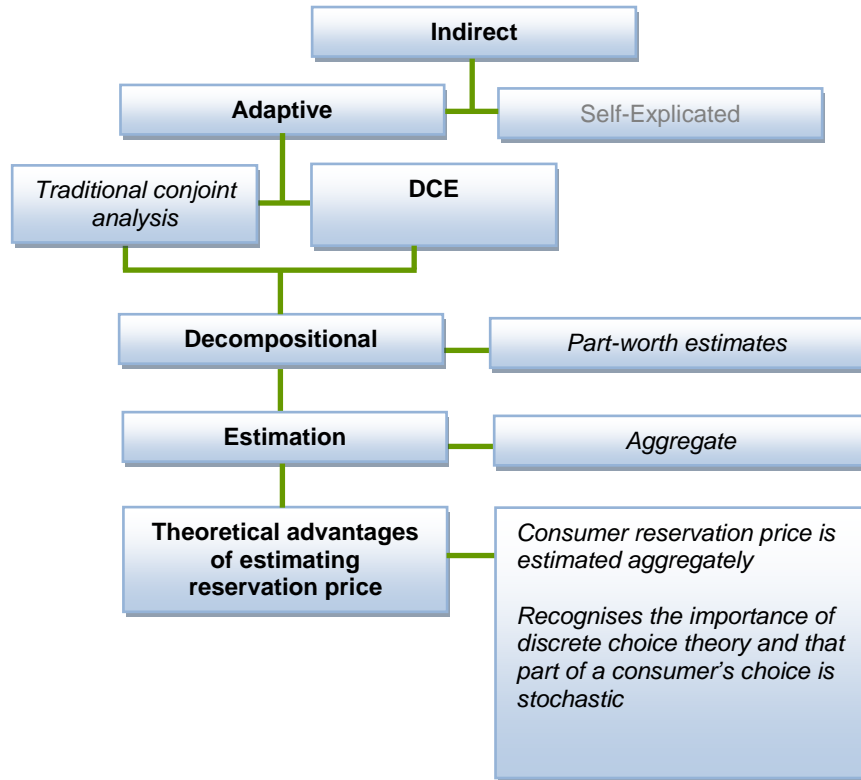 Indirect
Adaptive
Self-Explicated
Traditional conjoint
analysis
DCE
Decompositional
Part-worth estimates
Estimation
Aggregate
Theoretical advantages
of estimating
reservation price
Consumer reservation price is
estimated aggregately
Recognises the importance of
discrete choice theory and that
part of a consumer's choice is
stochastic